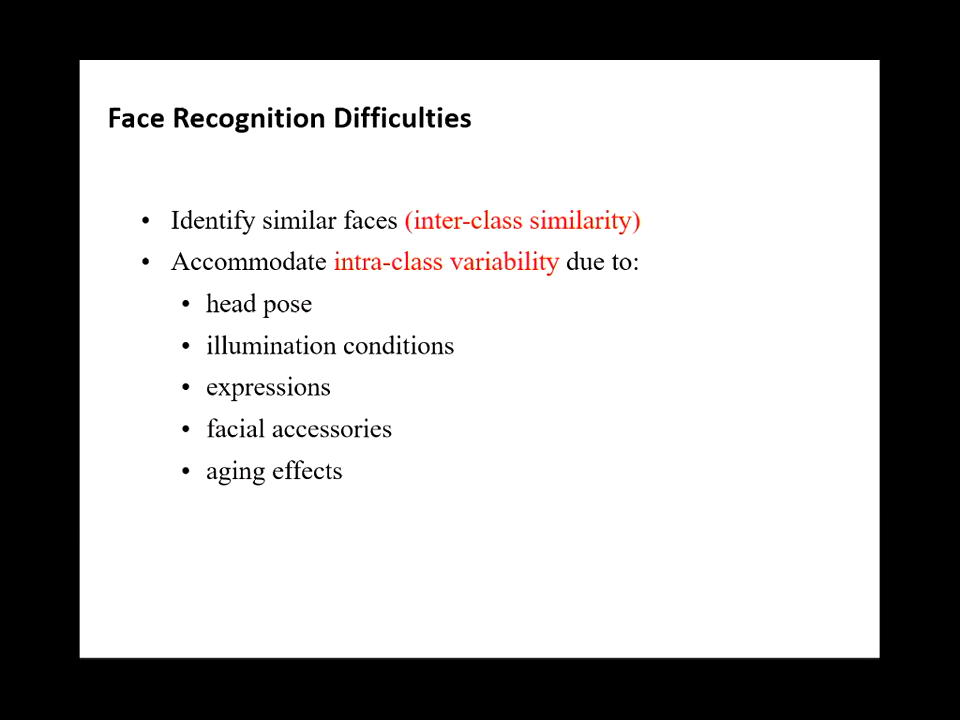 Face Recognition Difficulties
• Identify similar faces (inter-class similarity)
• Accommodate intra-class variability due to:
• head pose
• illumination conditions
• expressions
• facial accessories
• aging effects